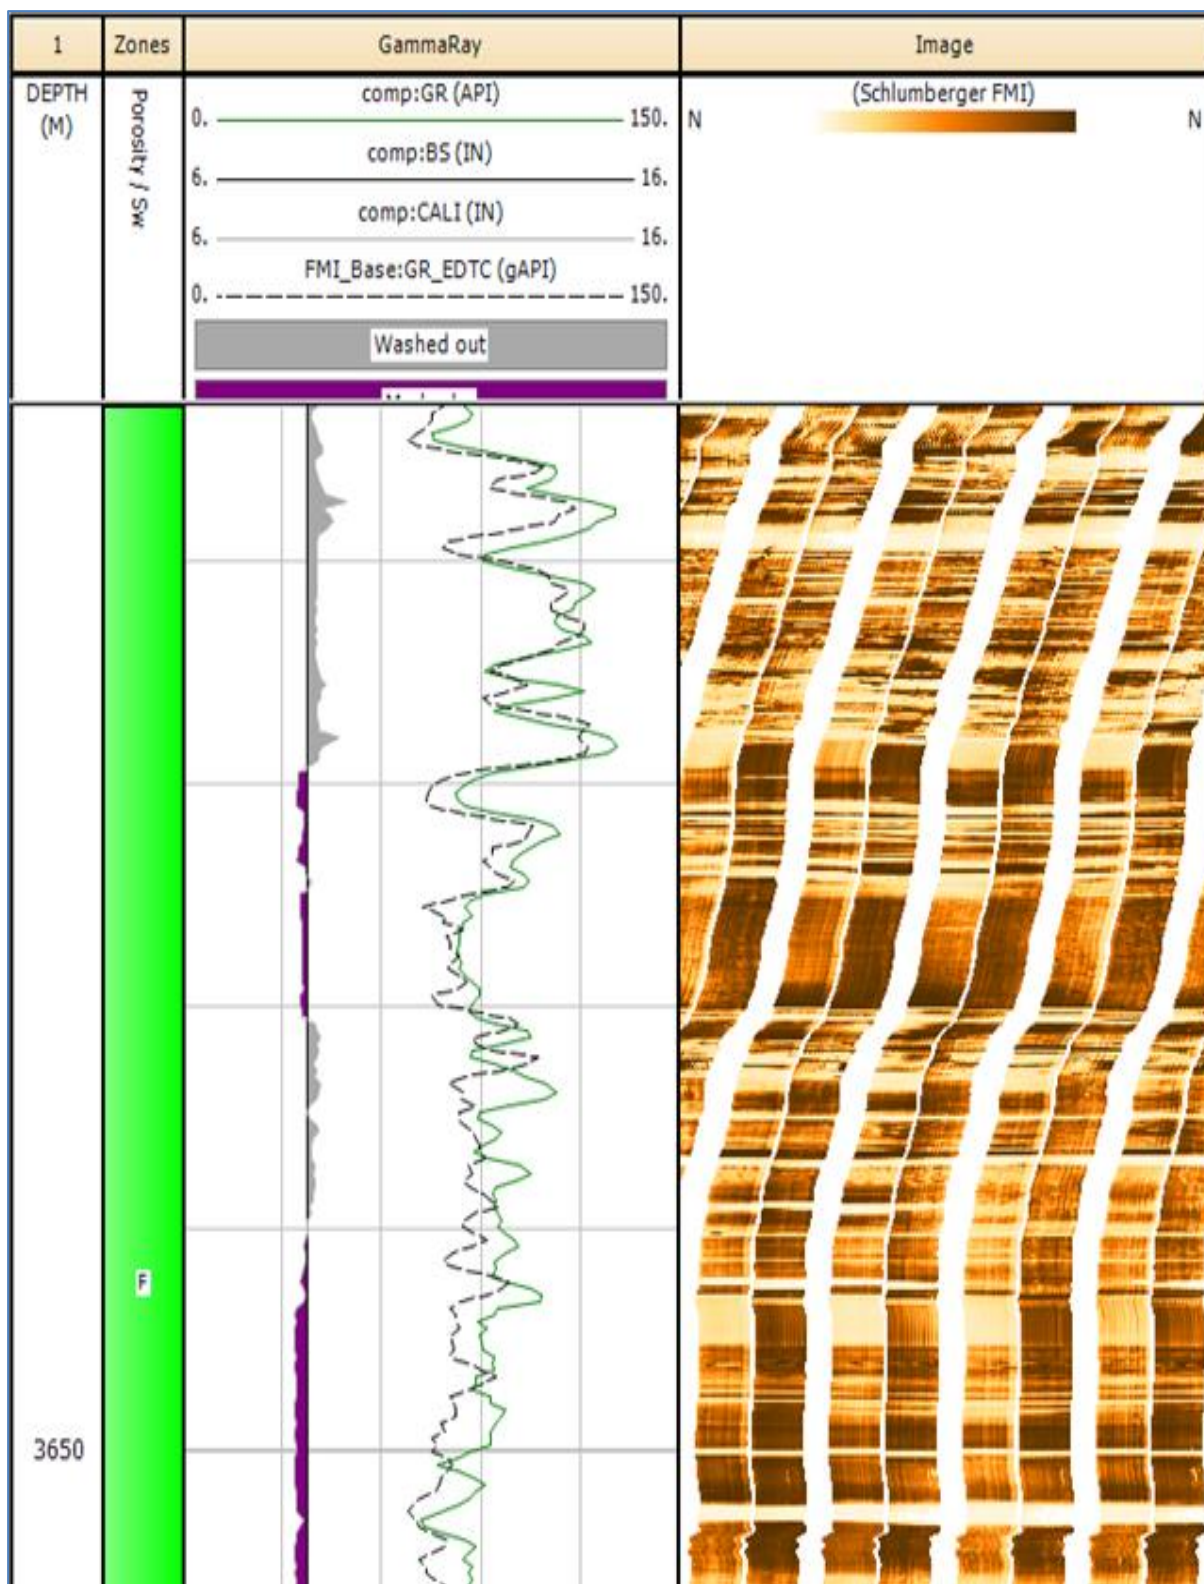 1 Zones GammaRay Image
DEPTH
(M)
Porosity / Sw
comp:GR (API)
0. 150.
comp:BS (IN)
6. 16.
comp:CALI (IN)
6. 16.
FMI_Base:GR_EDTC (gAPI)
0. 150.
Washed out
(Schlumberger FMI)
N N
F
3650